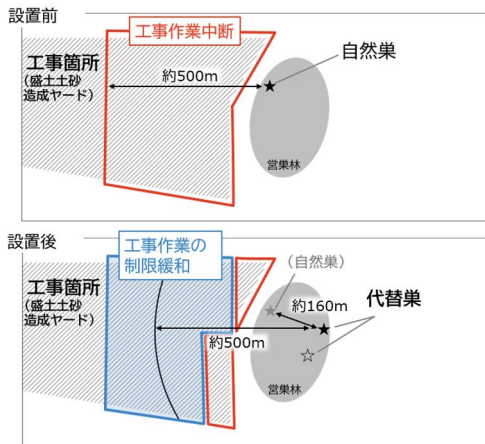 設置前
工事作業中断
自然巣
工事箇所
(盛土土砂
造成ヤード)
約500m
営巣林
設置後
工事作業の
制限緩和
(自然巣)
工事箇所
(盛土土砂
造成ヤード)
約160m
代替巣
約500m
営巣林